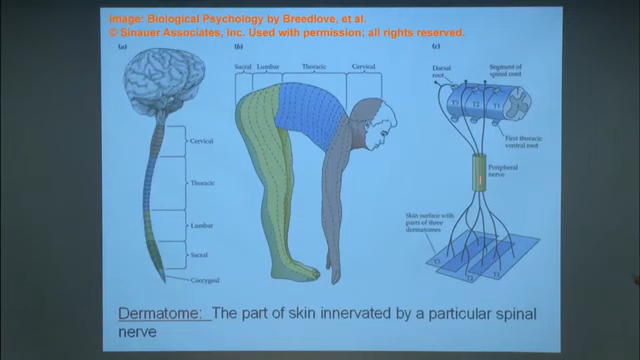 image: Biological Psychology by Breedlove, et al.
© Sinauer Associates, Inc. Used with permission; all rights reserved.
(a)
(b)
(c)
Sacral
Lumbar
Thoracic
Cervical
Dorsal
root
Segment of
spinal cord
T1
T2
T3
Cervical
First thoracic
ventral root
Thoracic
Peripheral
nerve
Lumbar
Skin surface with
parts of three
dermatomes
Sacral
T1
T2
T3
Coccygeal
Dermatome: The part of skin innervated by a particular spinal
nerve